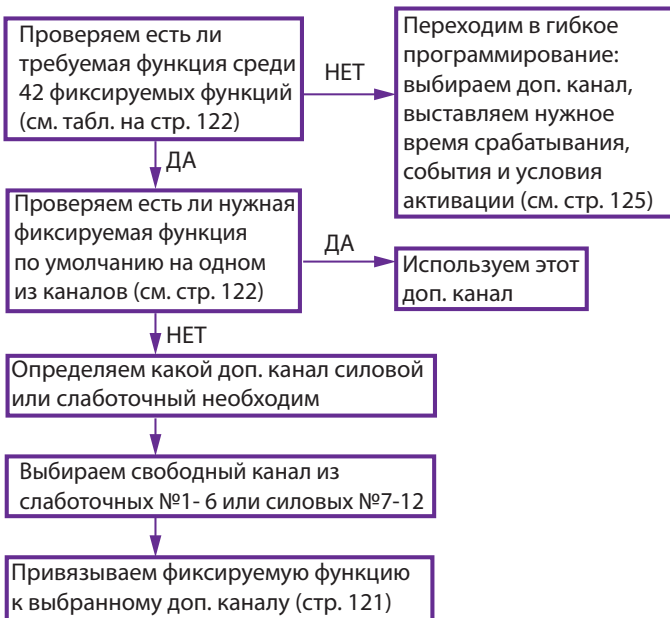 Проверяем есть ли
требуемая функция среди
42 фиксируемых функций
(см. табл. на стр. 122)
НЕТ
Переходим в гибкое
программирование:
выбираем доп. канал,
выставляем нужное
время срабатывания,
события и условия
активации (см. стр. 125)
ДА
Проверяем есть ли нужная
фиксируемая функция
по умолчанию на одном
из каналов (см. стр. 122)
ДА
Используем этот
доп. канал
НЕТ
Определяем какой доп. канал силовой
или слаботочный необходим
Выбираем свободный канал из
слаботочных №1- 6 или силовых №7-12
Привязываем фиксируемую функцию
к выбранному доп. каналу (стр. 121)